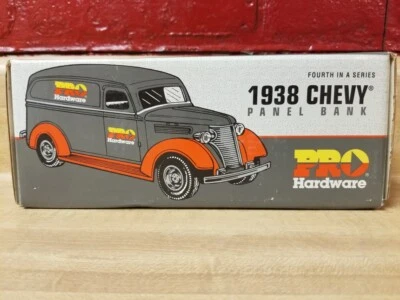 FOURTH IN A SERIES
1938 CHEVY®
PANEL BANK
PRO
Hardware
PRO
Hardware
PRO
Hardware